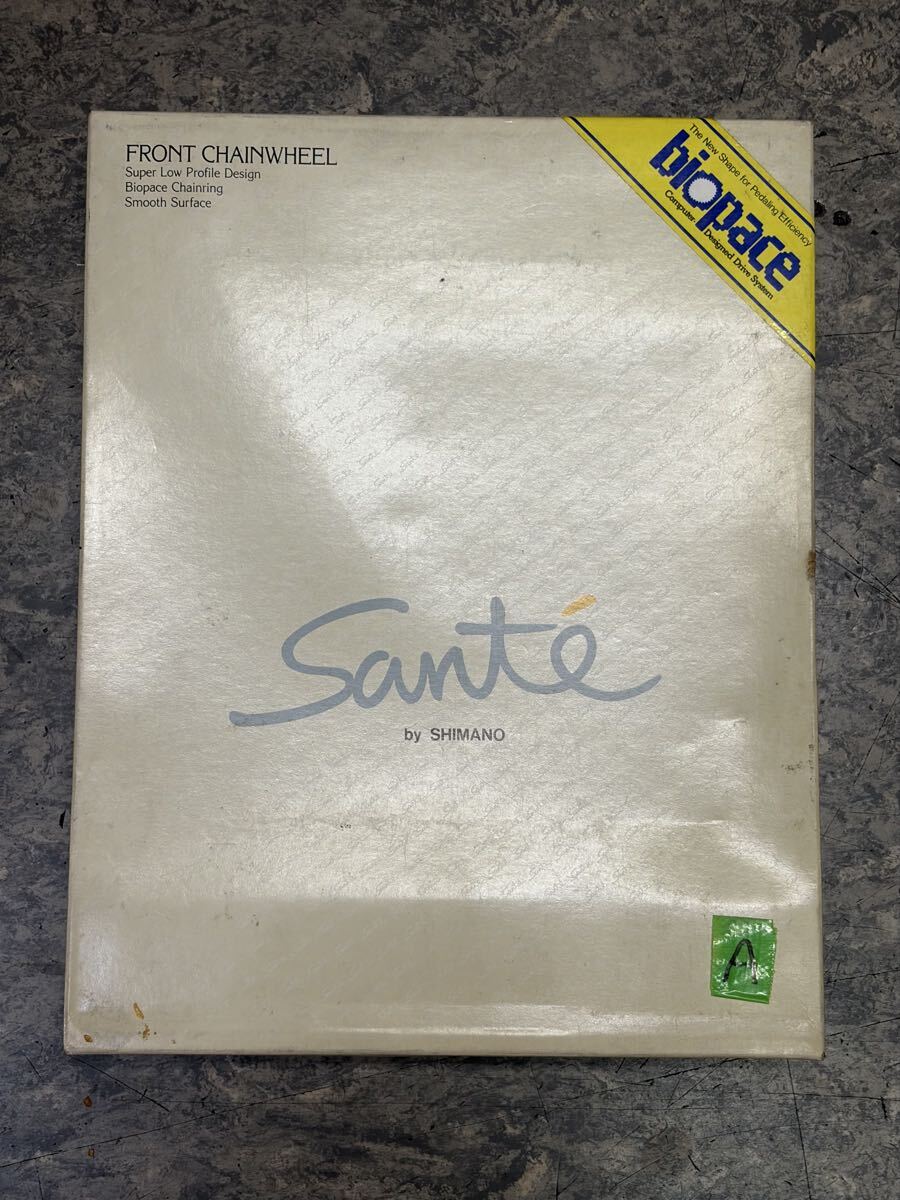 FRONT CHAINWHEEL
Super Low Profile Design
Biopace Chainring
Smooth Surface
The New Shape for Pedaling Efficiency
biopace
Computer Designed Drive System
Santé
by SHIMANO
A